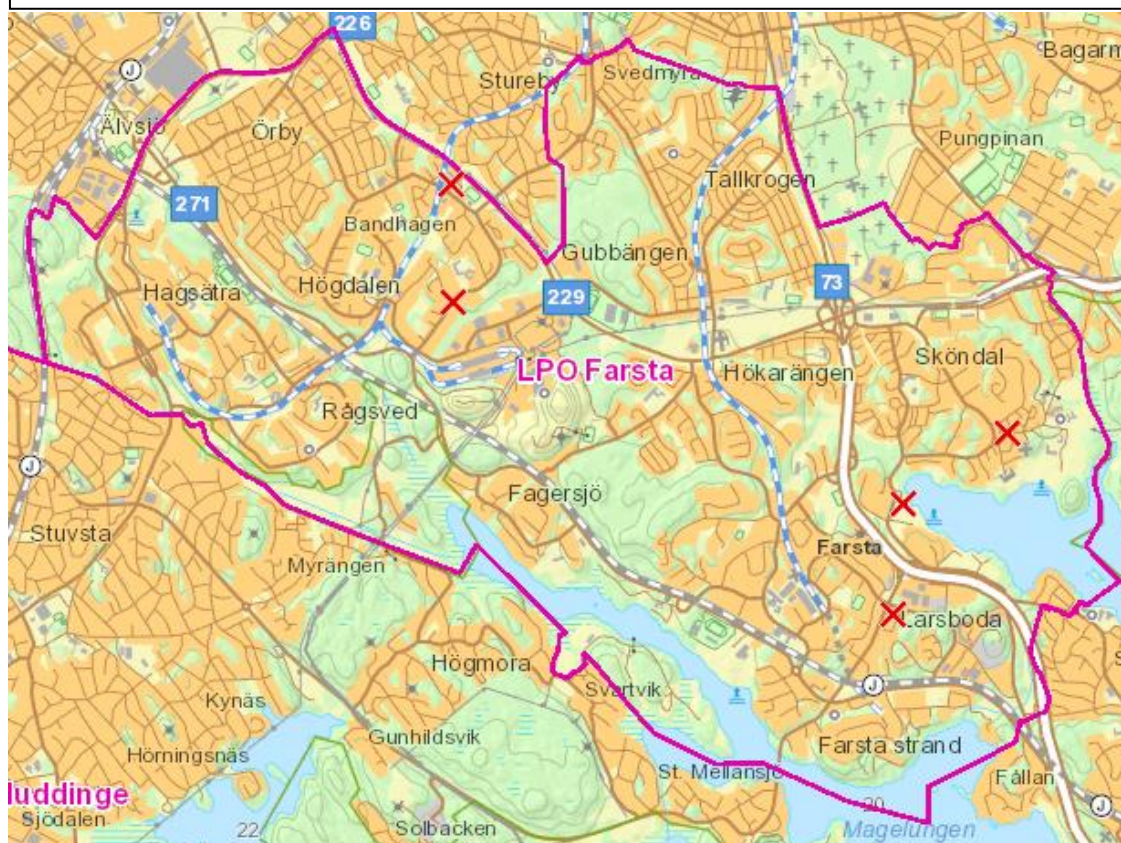 226
Bagarm
Stureby
Svedmyra
Älvsjö
Örby
Pungpinan
Tallkrogen
271
Bandhagen
Gubbängen
Högdalen
Hagsätra
229
73
LPO Farsta
Sköndal
Hökarängen
Rågsved
Fagersjö
Stuvsta
Farsta
Myrängen
Larsboda
Högmora
Svartvik
Kynäs
Gunhildsvik
Farsta strand
Hörningsnäs
St. Mellansjö
Fållan
luddinge
Sjödalen
20
22
Solbacken
Magelungen
J
J
J
J